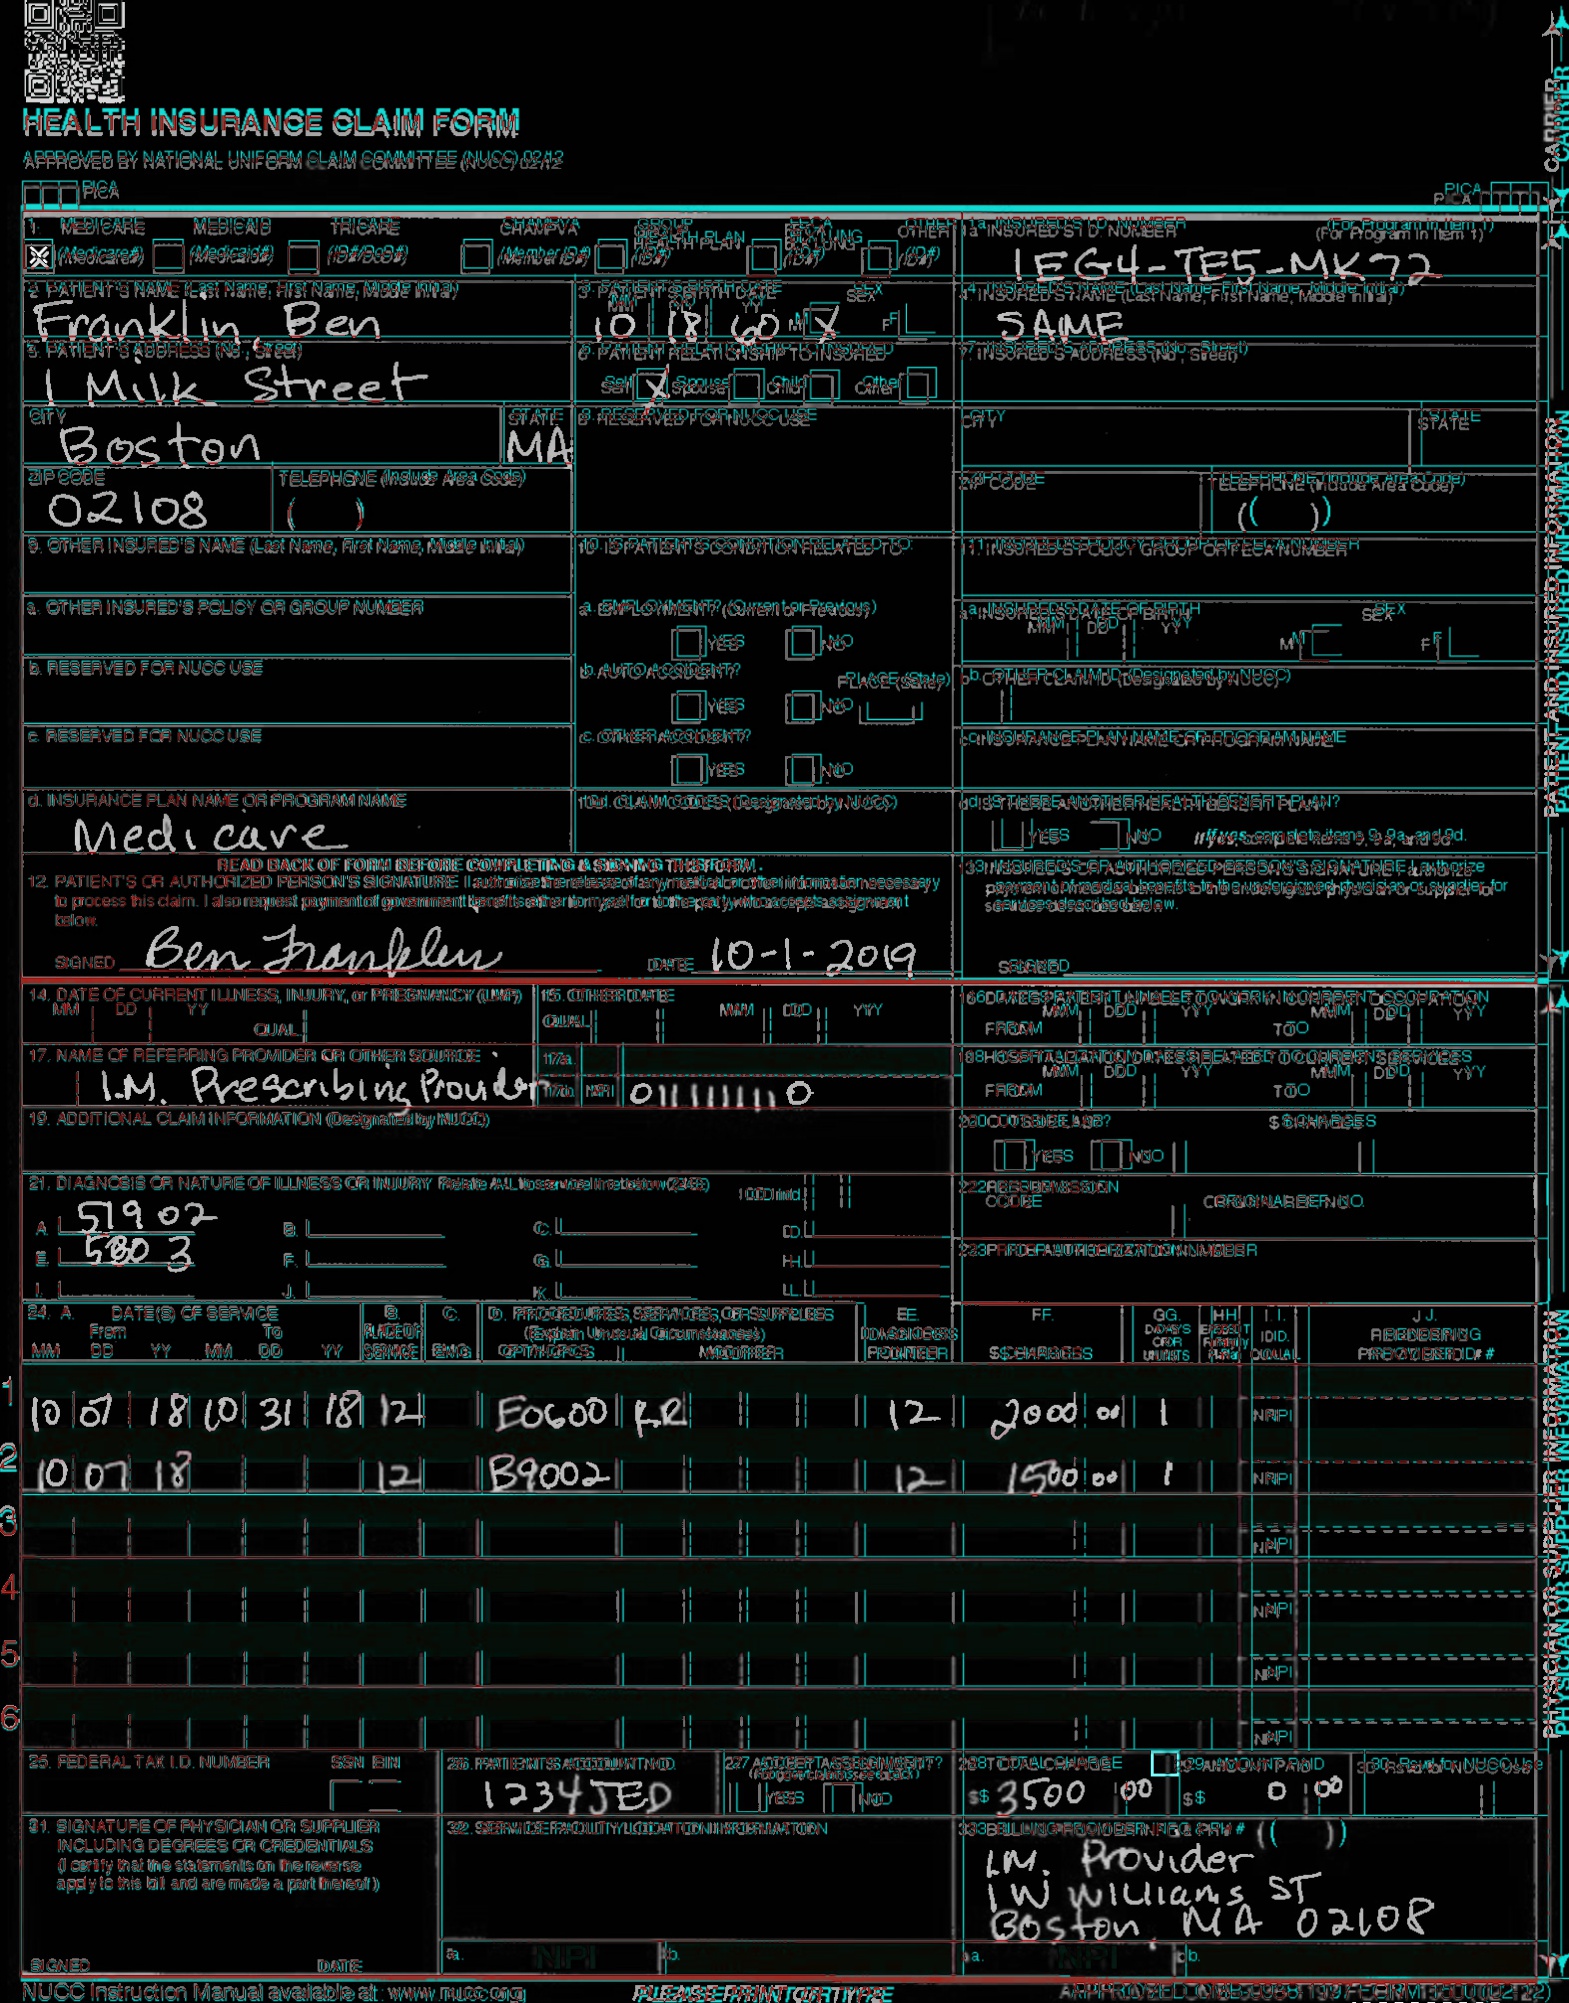 HEALTH INSURANCE CLAIM FORM
APPROVED BY NATIONAL UNIFORM CLAIM COMMITTEE (NUCC) 02/12
PICA PICA
CARRIER
1. MEDICARE MEDICAID TRICARE CHAMPVA GROUP HEALTH PLAN FECA BLK LUNG OTHER 1a. INSURED'S I.D. NUMBER (For Program in Item 1)
(Medicare#) (Medicaid#) (ID#/DoD#) (Member ID#) (ID#) (ID#) (ID#)
1EG4-TE5-MK72
2. PATIENT'S NAME (Last Name, First Name, Middle Initial) 3. PATIENT'S BIRTH DATE SEX 4. INSURED'S NAME (Last Name, First Name, Middle Initial)
MM DD YY
Franklin, Ben 10 18 60 M X F SAME
5. PATIENT'S ADDRESS (No., Street) 6. PATIENT RELATIONSHIP TO INSURED 7. INSURED'S ADDRESS (No., Street)
1 Milk Street Self X Spouse Child Other
CITY STATE 8. RESERVED FOR NUCC USE CITY STATE
Boston MA
ZIP CODE TELEPHONE (Include Area Code) ZIP CODE TELEPHONE (Include Area Code)
02108 ( ) ( )
9. OTHER INSURED'S NAME (Last Name, First Name, Middle Initial) 10. IS PATIENT'S CONDITION RELATED TO: 11. INSURED'S POLICY GROUP OR FECA NUMBER
a. OTHER INSURED'S POLICY OR GROUP NUMBER a. EMPLOYMENT? (Current or Previous) a. INSURED'S DATE OF BIRTH SEX
MM DD YY
YES NO M F
b. RESERVED FOR NUCC USE b. AUTO ACCIDENT? PLACE (State) b. OTHER CLAIM ID (Designated by NUCC)
YES NO
c. RESERVED FOR NUCC USE c. OTHER ACCIDENT? c. INSURANCE PLAN NAME OR PROGRAM NAME
YES NO
d. INSURANCE PLAN NAME OR PROGRAM NAME 10d. CLAIM CODES (Designated by NUCC) d. IS THERE ANOTHER HEALTH BENEFIT PLAN?
Medicare YES NO If yes, complete items 9, 9a, and 9d.
READ BACK OF FORM BEFORE COMPLETING & SIGNING THIS FORM.
12. PATIENT'S OR AUTHORIZED PERSON'S SIGNATURE I authorize the release of any medical or other information necessary
to process this claim. I also request payment of government benefits either to myself or to the party who accepts assignment
below.
SIGNED Ben Franklin DATE 10-1-2019
13. INSURED'S OR AUTHORIZED PERSON'S SIGNATURE I authorize
payment of medical benefits to the undersigned physician or supplier for
services described below.
SIGNED
PATIENT AND INSURED INFORMATION
14. DATE OF CURRENT ILLNESS, INJURY, or PREGNANCY (LMP) 15. OTHER DATE 16. DATES PATIENT UNABLE TO WORK IN CURRENT OCCUPATION
MM DD YY QUAL. QUAL. MM DD YY FROM MM DD YY TO MM DD YY
17. NAME OF REFERRING PROVIDER OR OTHER SOURCE 17a. 18. HOSPITALIZATION DATES RELATED TO CURRENT SERVICES
I.M. Prescribing Provider 17b. NPI 0111111110 FROM MM DD YY TO MM DD YY
19. ADDITIONAL CLAIM INFORMATION (Designated by NUCC) 20. OUTSIDE LAB? $ CHARGES
YES NO
21. DIAGNOSIS OR NATURE OF ILLNESS OR INJURY Relate A-L to service line below (24E) ICD Ind. 22. RESUBMISSION CODE ORIGINAL REF. NO.
A. 519 02 B. C. D.
E. 530 3 F. G. H. 23. PRIOR AUTHORIZATION NUMBER
I. J. K. L.
24. A. DATE(S) OF SERVICE B. C. D. PROCEDURES, SERVICES, OR SUPPLIES E. F. G. H. I. J.
From To PLACE OF (Explain Unusual Circumstances) DIAGNOSIS DAYS OR EPSDT Family ID. RENDERING
MM DD YY MM DD YY SERVICE EMG CPT/HCPCS MODIFIER POINTER $ CHARGES UNITS Plan QUAL. PROVIDER ID. #
1 10 07 18 10 31 18 12 E0600 RR 12 2000 00 1 NPI
2 10 07 18 12 B9002 12 1500 00 1 NPI
3 NPI
4 NPI
5 NPI
6 NPI
PHYSICIAN OR SUPPLIER INFORMATION
25. FEDERAL TAX I.D. NUMBER SSN EIN 26. PATIENT'S ACCOUNT NO. 27. ACCEPT ASSIGNMENT? 28. TOTAL CHARGE 29. AMOUNT PAID 30. Rsvd for NUCC Use
(For govt. claims, see back)
1234JED YES NO $ 3500 00 $ 0 00
31. SIGNATURE OF PHYSICIAN OR SUPPLIER
INCLUDING DEGREES OR CREDENTIALS
(I certify that the statements on the reverse
apply to this bill and are made a part thereof.)
SIGNED DATE
32. SERVICE FACILITY LOCATION INFORMATION
a. NPI b.
33. BILLING PROVIDER INFO & PH # ( )
I.M. Provider
1 W Williams ST
Boston, MA 02108
a. NPI b.
NUCC Instruction Manual available at: www.nucc.org PLEASE PRINT OR TYPE APPROVED OMB-0938-1197 FORM 1500 (02-12)